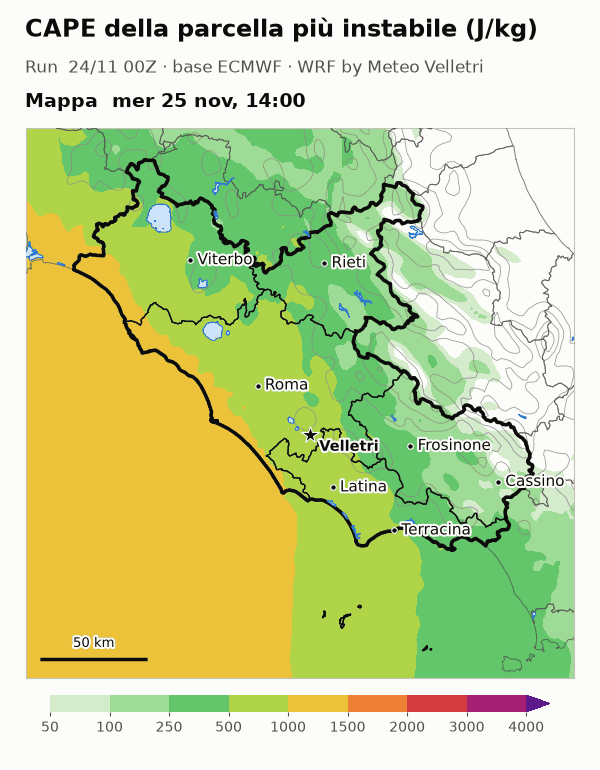 CAPE della parcella più instabile (J/kg)
Run  24/11 00Z · base ECMWF · WRF by Meteo Velletri
Mappa  mer 25 nov, 14:00
Viterbo
Rieti
Roma
Velletri
Frosinone
Cassino
Latina
Terracina
50 km
50 100 250 500 1000 1500 2000 3000 4000